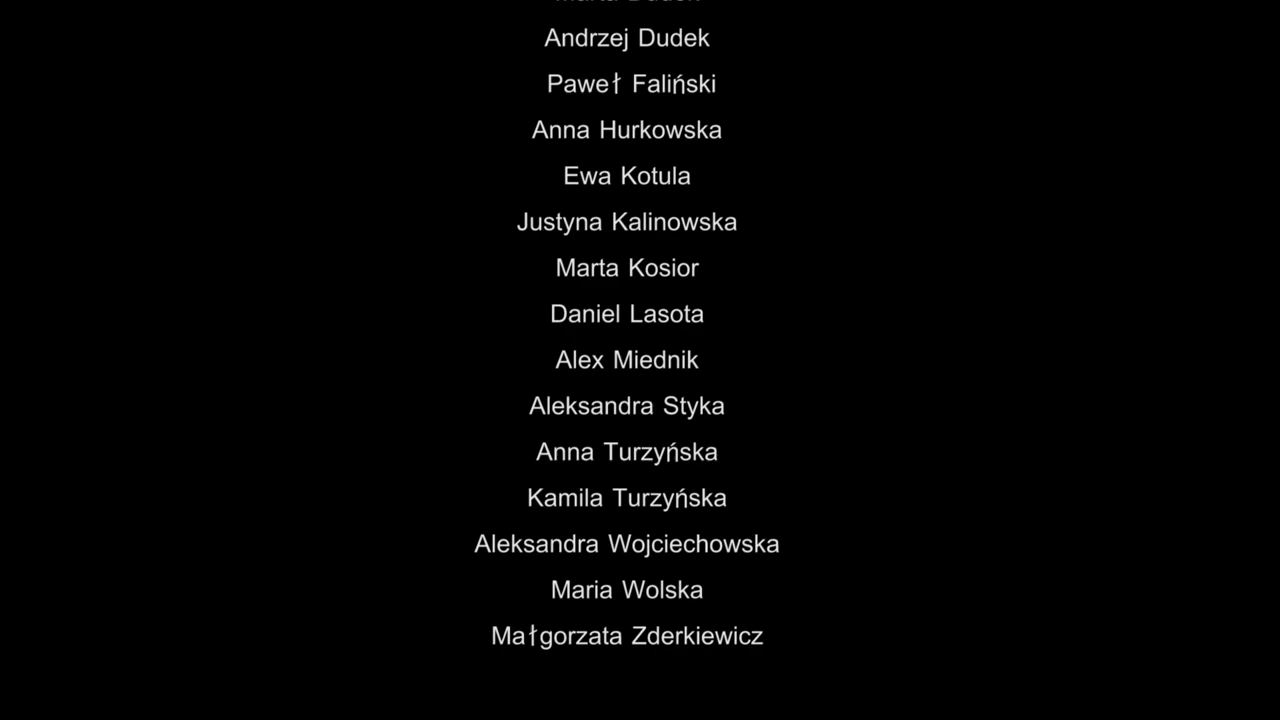 Andrzej Dudek
Paweł Faliński
Anna Hurkowska
Ewa Kotula
Justyna Kalinowska
Marta Kosior
Daniel Lasota
Alex Miednik
Aleksandra Styka
Anna Turzyńska
Kamila Turzyńska
Aleksandra Wojciechowska
Maria Wolska
Małgorzata Zderkiewicz